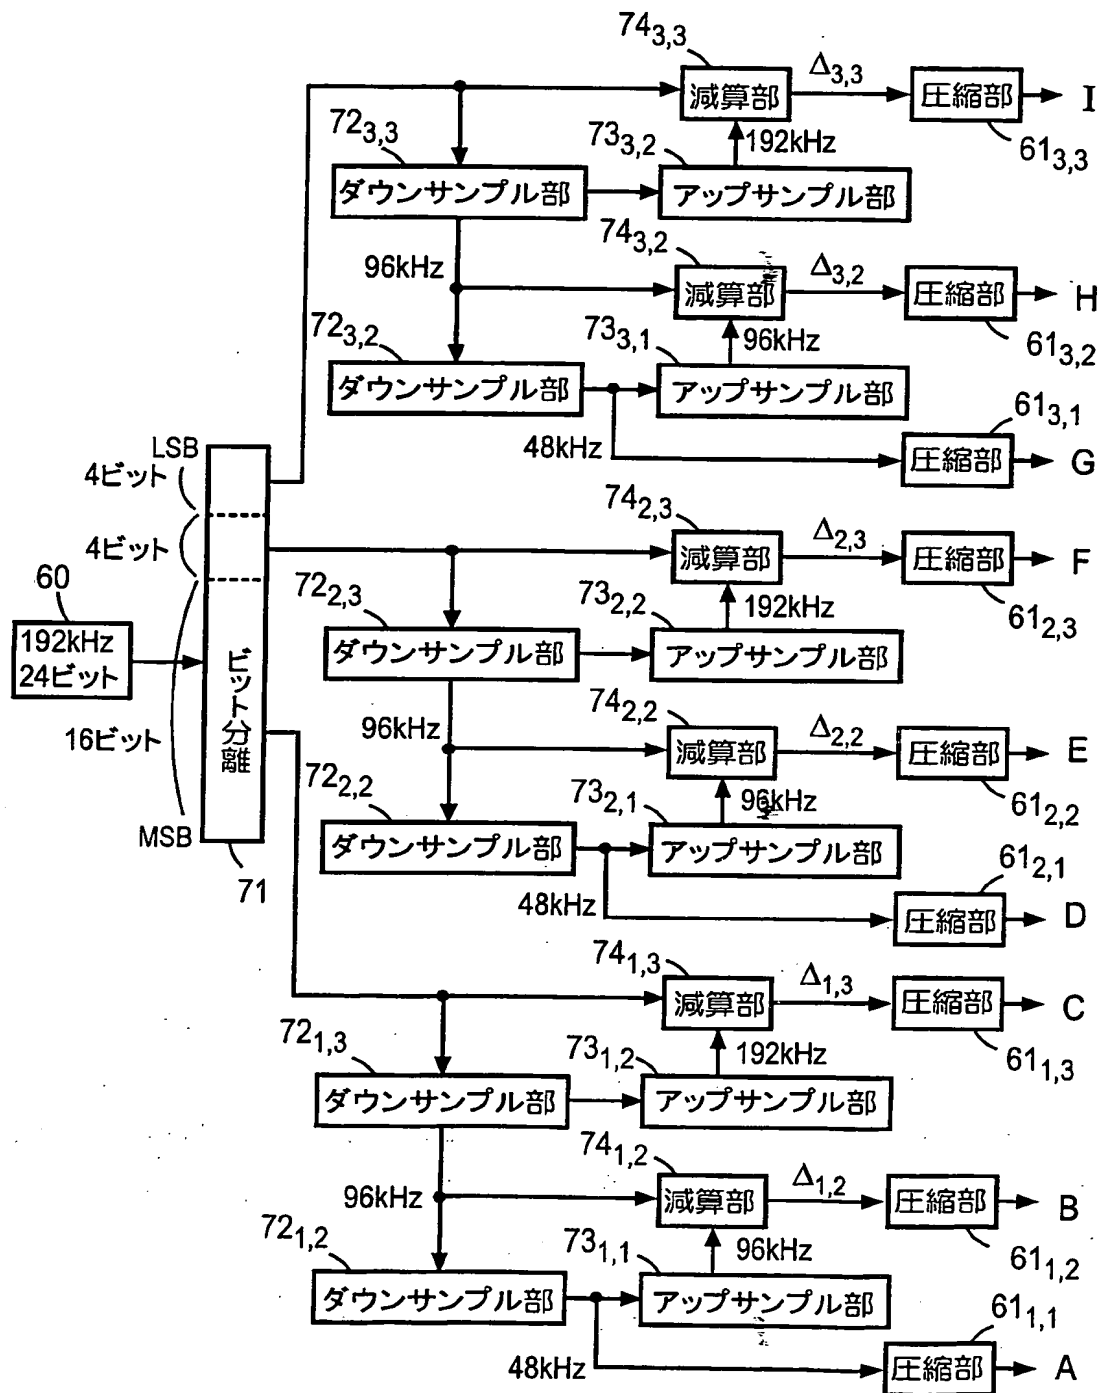 74₃,₃
Δ₃,₃
減算部
圧縮部
I
72₃,₃
73₃,₂
192kHz
61₃,₃
ダウンサンプル部
アップサンプル部
74₃,₂
96kHz
Δ₃,₂
減算部
圧縮部
H
72₃,₂
73₃,₁
96kHz
61₃,₂
ダウンサンプル部
アップサンプル部
61₃,₁
48kHz
圧縮部
G
LSB
4ビット
74₂,₃
Δ₂,₃
4ビット
減算部
圧縮部
F
60
72₂,₃
73₂,₂
192kHz
61₂,₃
192kHz
24ビット
ビット分離
ダウンサンプル部
アップサンプル部
16ビット
74₂,₂
96kHz
Δ₂,₂
減算部
圧縮部
E
72₂,₂
73₂,₁
96kHz
61₂,₂
MSB
ダウンサンプル部
アップサンプル部
71
61₂,₁
48kHz
圧縮部
D
74₁,₃
Δ₁,₃
減算部
圧縮部
C
72₁,₃
73₁,₂
192kHz
61₁,₃
ダウンサンプル部
アップサンプル部
74₁,₂
96kHz
Δ₁,₂
減算部
圧縮部
B
72₁,₂
73₁,₁
96kHz
61₁,₂
ダウンサンプル部
アップサンプル部
61₁,₁
48kHz
圧縮部
A